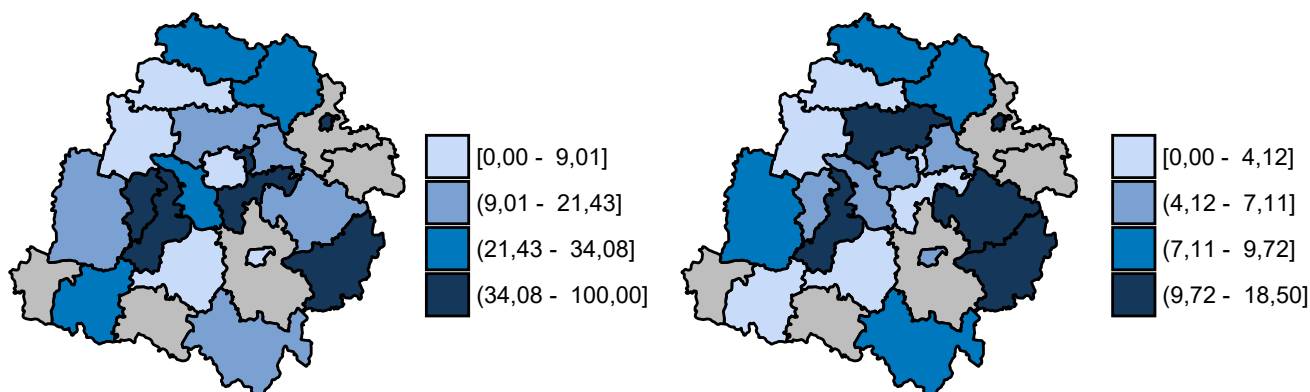 [0,00 - 9,01]
(9,01 - 21,43]
(21,43 - 34,08]
(34,08 - 100,00]
[0,00 - 4,12]
(4,12 - 7,11]
(7,11 - 9,72]
(9,72 - 18,50]